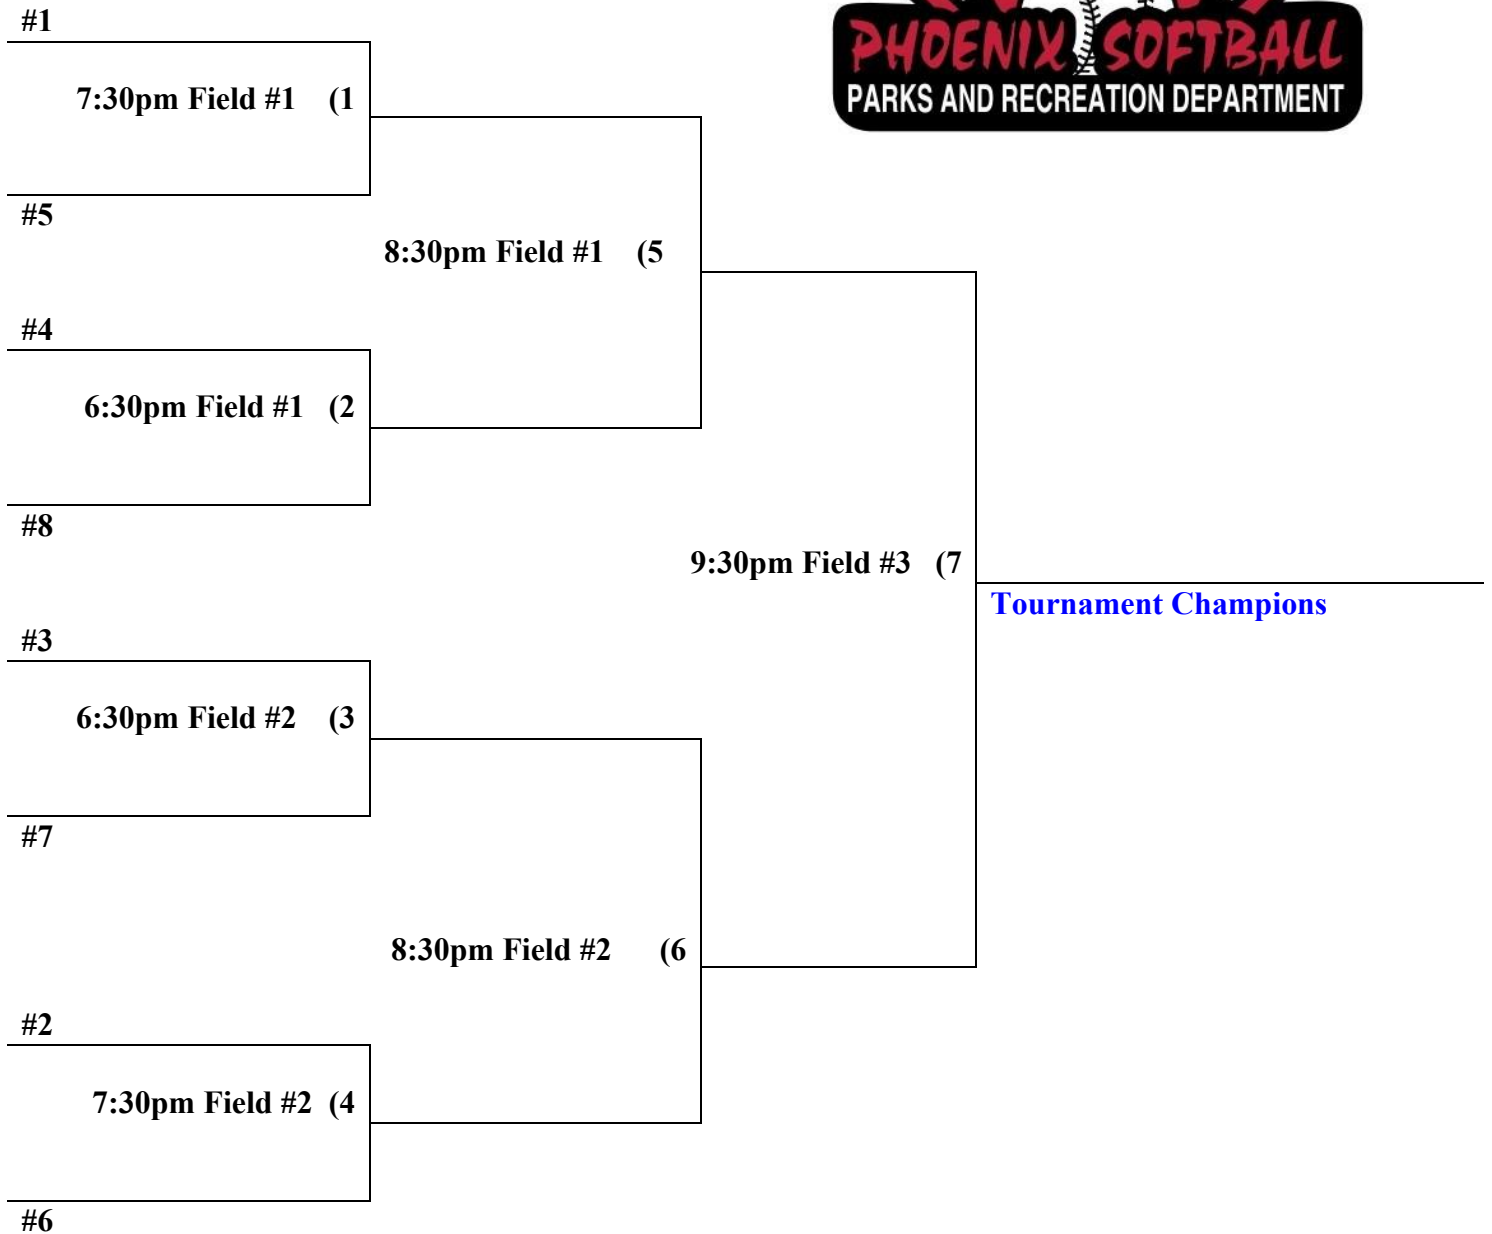 #1
PHOENIX SOFTBALL
PARKS AND RECREATION DEPARTMENT
7:30pm Field #1 (1
#5
8:30pm Field #1 (5
#4
6:30pm Field #1 (2
#8
9:30pm Field #3 (7
Tournament Champions
#3
6:30pm Field #2 (3
#7
8:30pm Field #2 (6
#2
7:30pm Field #2 (4
#6